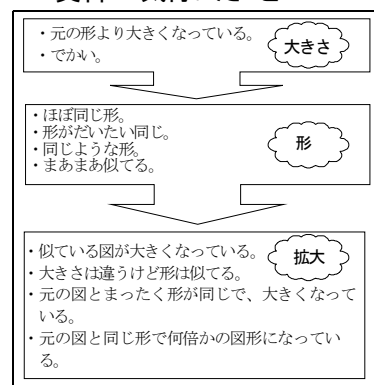 ・元の形より大きくなっている。
・でかい。
大きさ
・ほぼ同じ形。
・形がだいたい同じ。
・同じような形。
・まあまあ似てる。
形
・似ている図が大きくなっている。
・大きさは違うけど形は似てる。
・元の図とまったく形が同じで、大きくなって
いる。
・元の図と同じ形で何倍かの図形になってい
る。
拡大